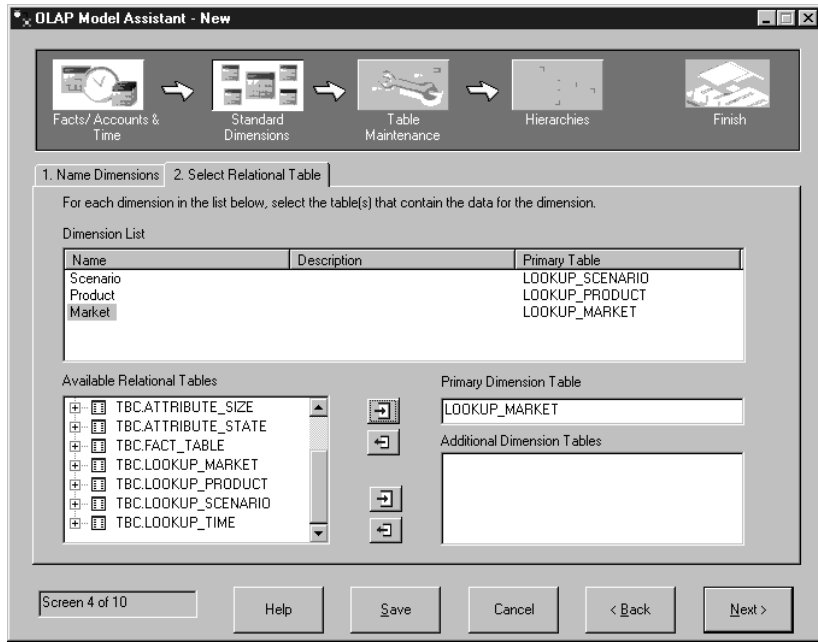 OLAP Model Assistant - New
Facts/Accounts & Time
Standard Dimensions
Table Maintenance
Hierarchies
Finish
1. Name Dimensions
2. Select Relational Table
For each dimension in the list below, select the table(s) that contain the data for the dimension.
Dimension List
Name Description Primary Table
Scenario LOOKUP_SCENARIO
Product LOOKUP_PRODUCT
Market LOOKUP_MARKET
Available Relational Tables
TBC.ATTRIBUTE_SIZE
TBC.ATTRIBUTE_STATE
TBC.FACT_TABLE
TBC.LOOKUP_MARKET
TBC.LOOKUP_PRODUCT
TBC.LOOKUP_SCENARIO
TBC.LOOKUP_TIME
Primary Dimension Table
LOOKUP_MARKET
Additional Dimension Tables
Screen 4 of 10
Help
Save
Cancel
< Back
Next >